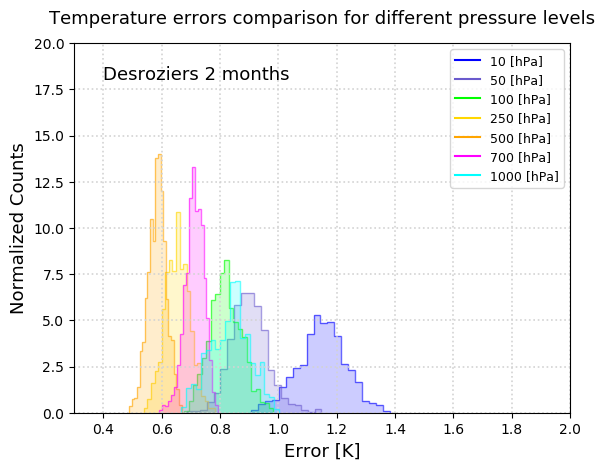 Temperature errors comparison for different pressure levels
20.0
17.5
15.0
12.5
10.0
7.5
5.0
2.5
0.0
Normalized Counts
Desroziers 2 months
10 [hPa]
50 [hPa]
100 [hPa]
250 [hPa]
500 [hPa]
700 [hPa]
1000 [hPa]
0.4 0.6 0.8 1.0 1.2 1.4 1.6 1.8 2.0
Error [K]